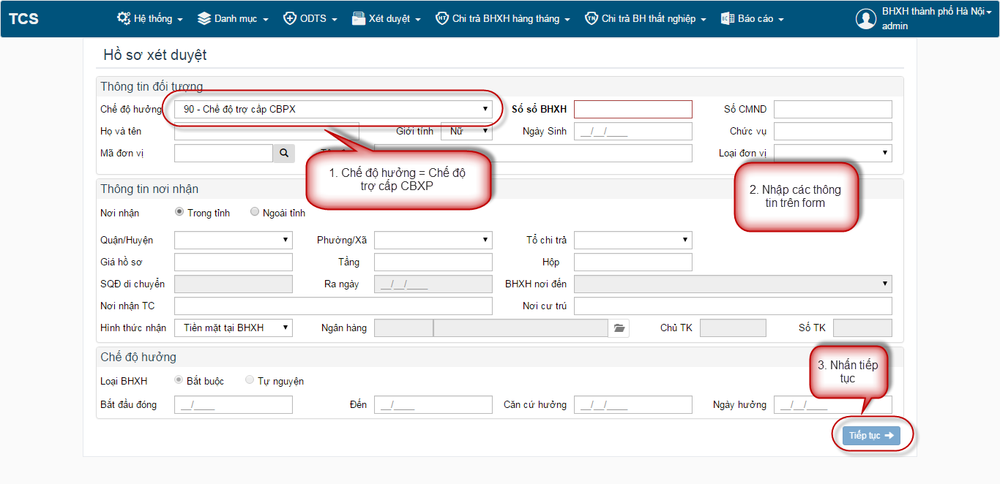 TCS Hệ thống Danh mục ODTS Xét duyệt Chi trả BHXH hàng tháng Chi trả BH thất nghiệp Báo cáo BHXH thành phố Hà Nội
admin
Hồ sơ xét duyệt
Thông tin đối tượng
Chế độ hưởng 90 - Chế độ trợ cấp CBPX Số sổ BHXH Số CMND
Họ và tên Giới tính Nữ Ngày Sinh __/__/____ Chức vụ
Mã đơn vị Loại đơn vị
1. Chế độ hưởng = Chế độ
trợ cấp CBXP
2. Nhập các thông
tin trên form
Thông tin nơi nhận
Nơi nhận Trong tỉnh Ngoài tỉnh
Quận/Huyện Phường/Xã Tổ chi trả
Giá hồ sơ Tầng Hộp
SQĐ di chuyển Ra ngày __/__/____ BHXH nơi đến
Nơi nhận TC Nơi cư trú
Hình thức nhận Tiền mặt tại BHXH Ngân hàng Chủ TK Số TK
Chế độ hưởng
3. Nhấn tiếp
tục
Loại BHXH Bắt buộc Tự nguyện
Bắt đầu đóng __/____ Đến __/____ Căn cứ hưởng __/__/____ Ngày hưởng __/__/____
Tiếp tục